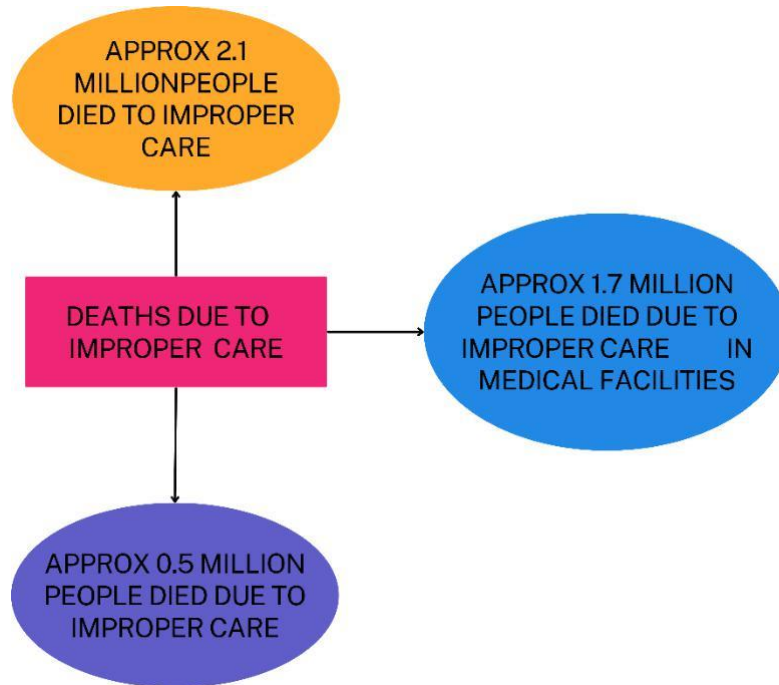 APPROX 2.1
MILLIONPEOPLE
DIED TO IMPROPER
CARE
DEATHS DUE TO
IMPROPER CARE
APPROX 1.7 MILLION
PEOPLE DIED DUE TO
IMPROPER CARE IN
MEDICAL FACILITIES
APPROX 0.5 MILLION
PEOPLE DIED DUE TO
IMPROPER CARE